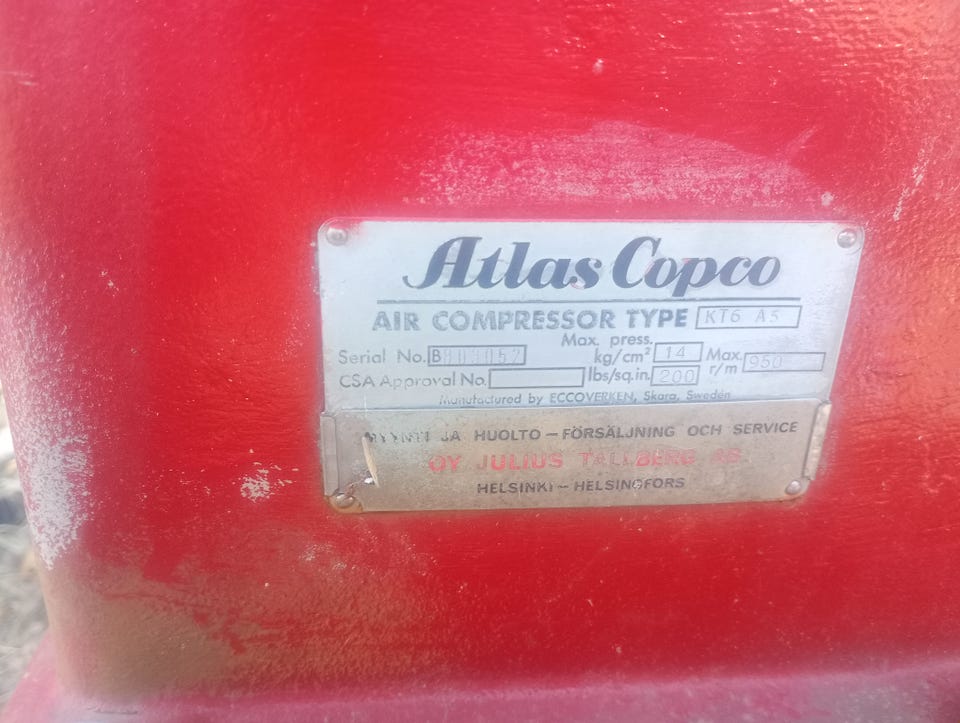 Atlas Copco
AIR COMPRESSOR TYPE KT6 A5
Max. press.
Serial No. kg/cm² 14 Max. r/m 950
CSA Approval No. lbs/sq.in. 200
Manufactured by ECCOVERKEN, Skara, Sweden
MYYNTI JA HUOLTO – FÖRSÄLJNING OCH SERVICE
OY JULIUS TALLBERG AB
HELSINKI – HELSINGFORS